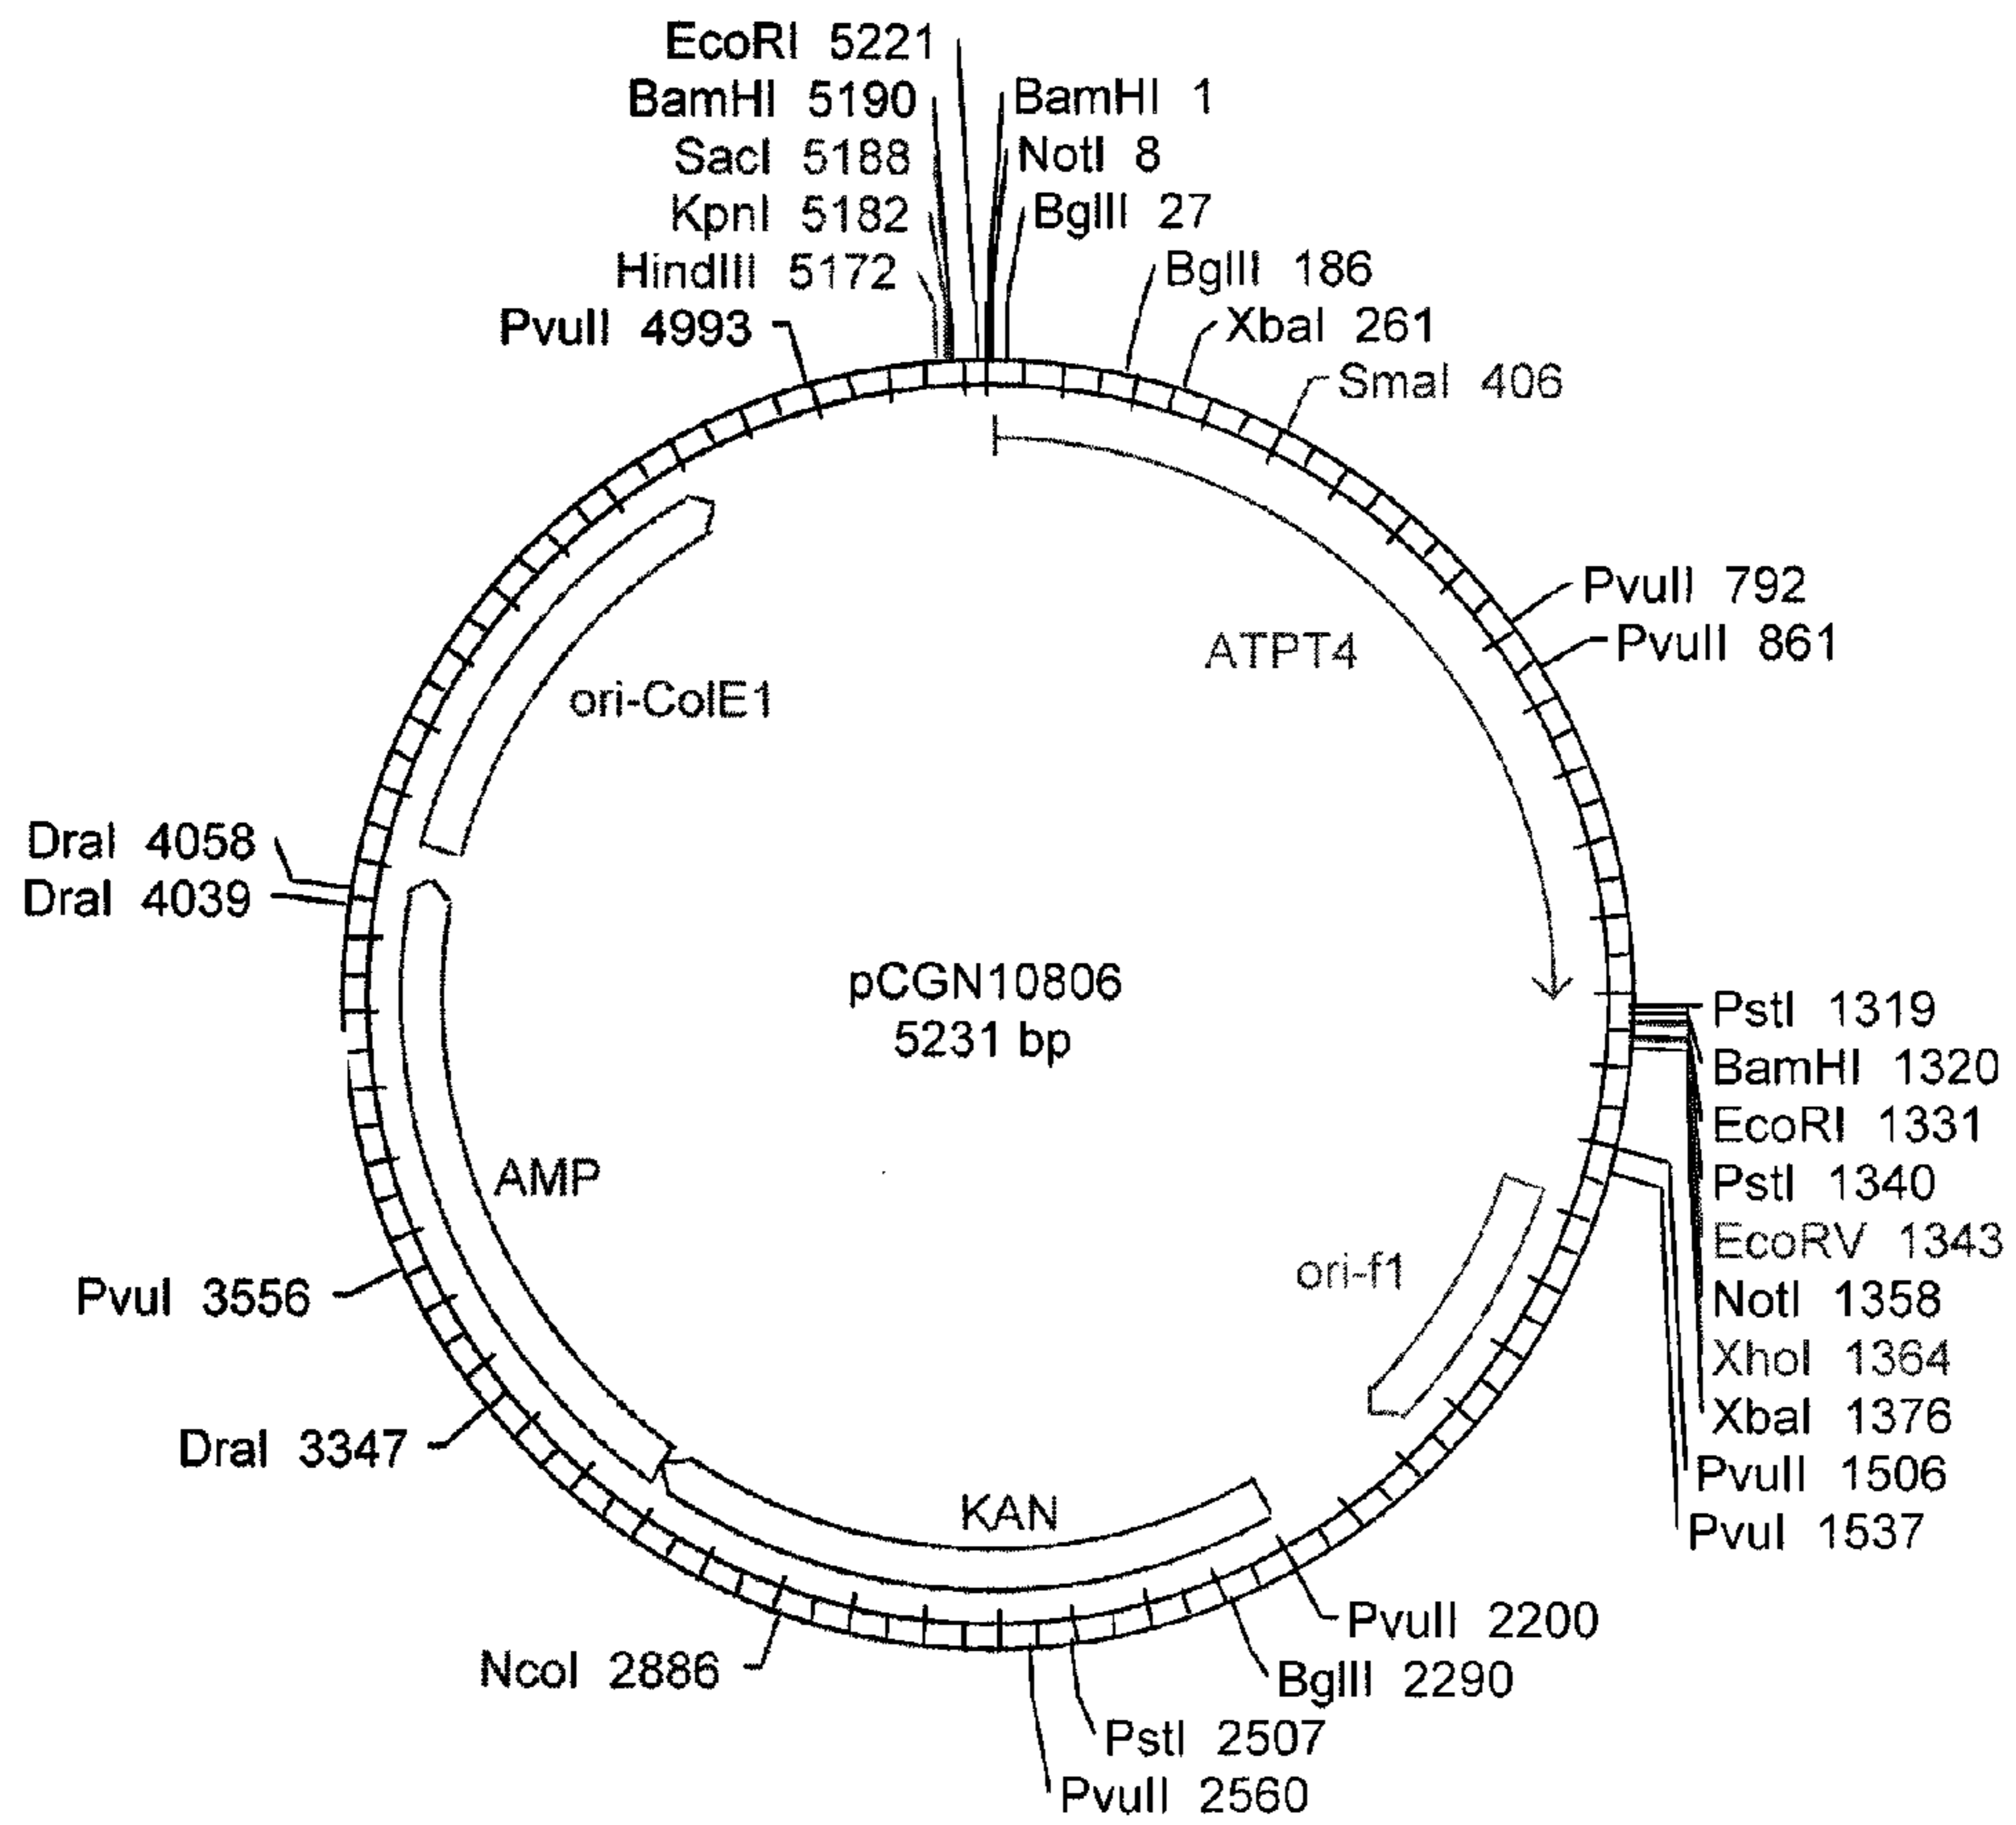 EcoRI 5221
BamHI 5190
SacI 5188
KpnI 5182
HindIII 5172
PvuII 4993
BamHI 1
NotI 8
BglII 27
BglII 186
XbaI 261
SmaI 406
PvuII 792
PvuII 861
ATPT4
ori-ColE1
DraI 4058
DraI 4039
pCGN10806
5231 bp
PstI 1319
BamHI 1320
EcoRI 1331
PstI 1340
EcoRV 1343
NotI 1358
XhoI 1364
XbaI 1376
PvuII 1506
PvuI 1537
AMP
ori-f1
PvuI 3556
DraI 3347
KAN
NcoI 2886
PvuII 2200
BglII 2290
PstI 2507
PvuII 2560